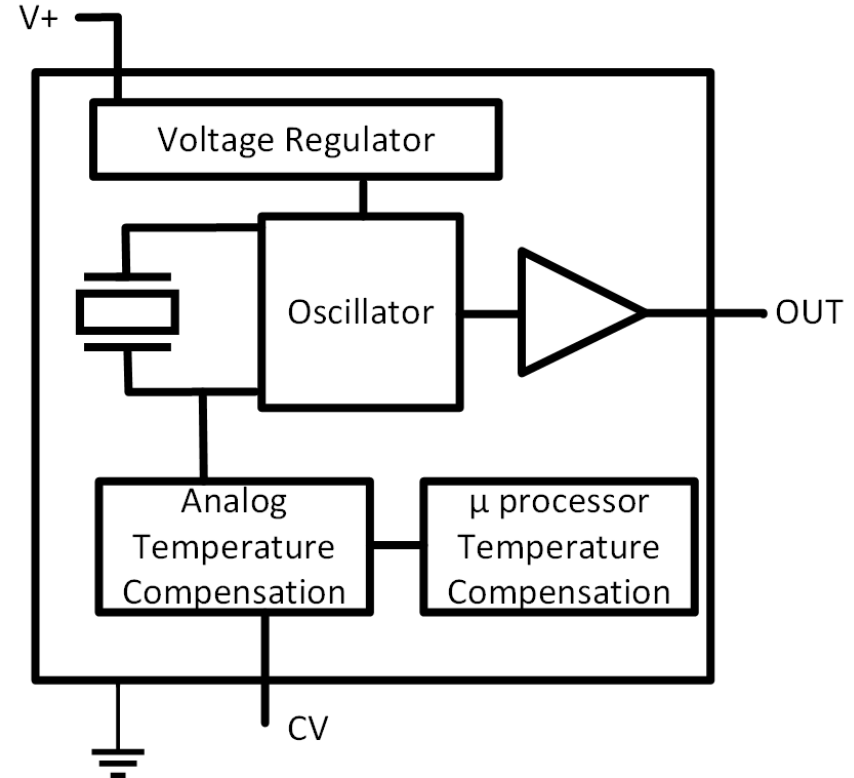 V+
Voltage Regulator
Oscillator
OUT
Analog
Temperature
Compensation
μ processor
Temperature
Compensation
CV